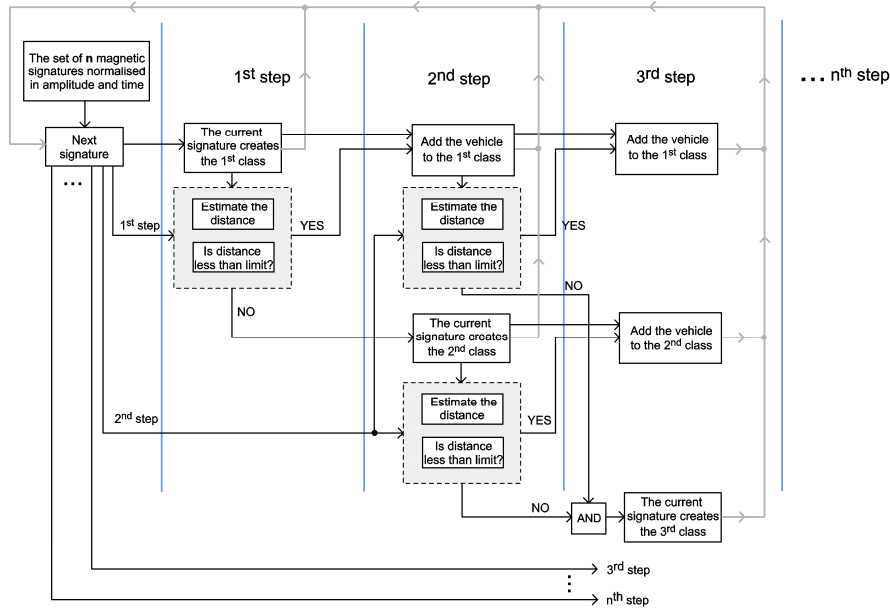 The set of n magnetic
signatures normalised
in amplitude and time
1st step
2nd step
3rd step
... nth step
Next
signature
...
The current
signature creates
the 1st class
Add the vehicle
to the 1st class
Add the vehicle
to the 1st class
1st step
Estimate the
distance
Is distance
less than limit?
YES
Estimate the
distance
Is distance
less than limit?
YES
NO
NO
The current
signature creates
the 2nd class
Add the vehicle
to the 2nd class
2nd step
Estimate the
distance
Is distance
less than limit?
YES
NO
AND
The current
signature creates
the 3rd class
3rd step
...
nth step